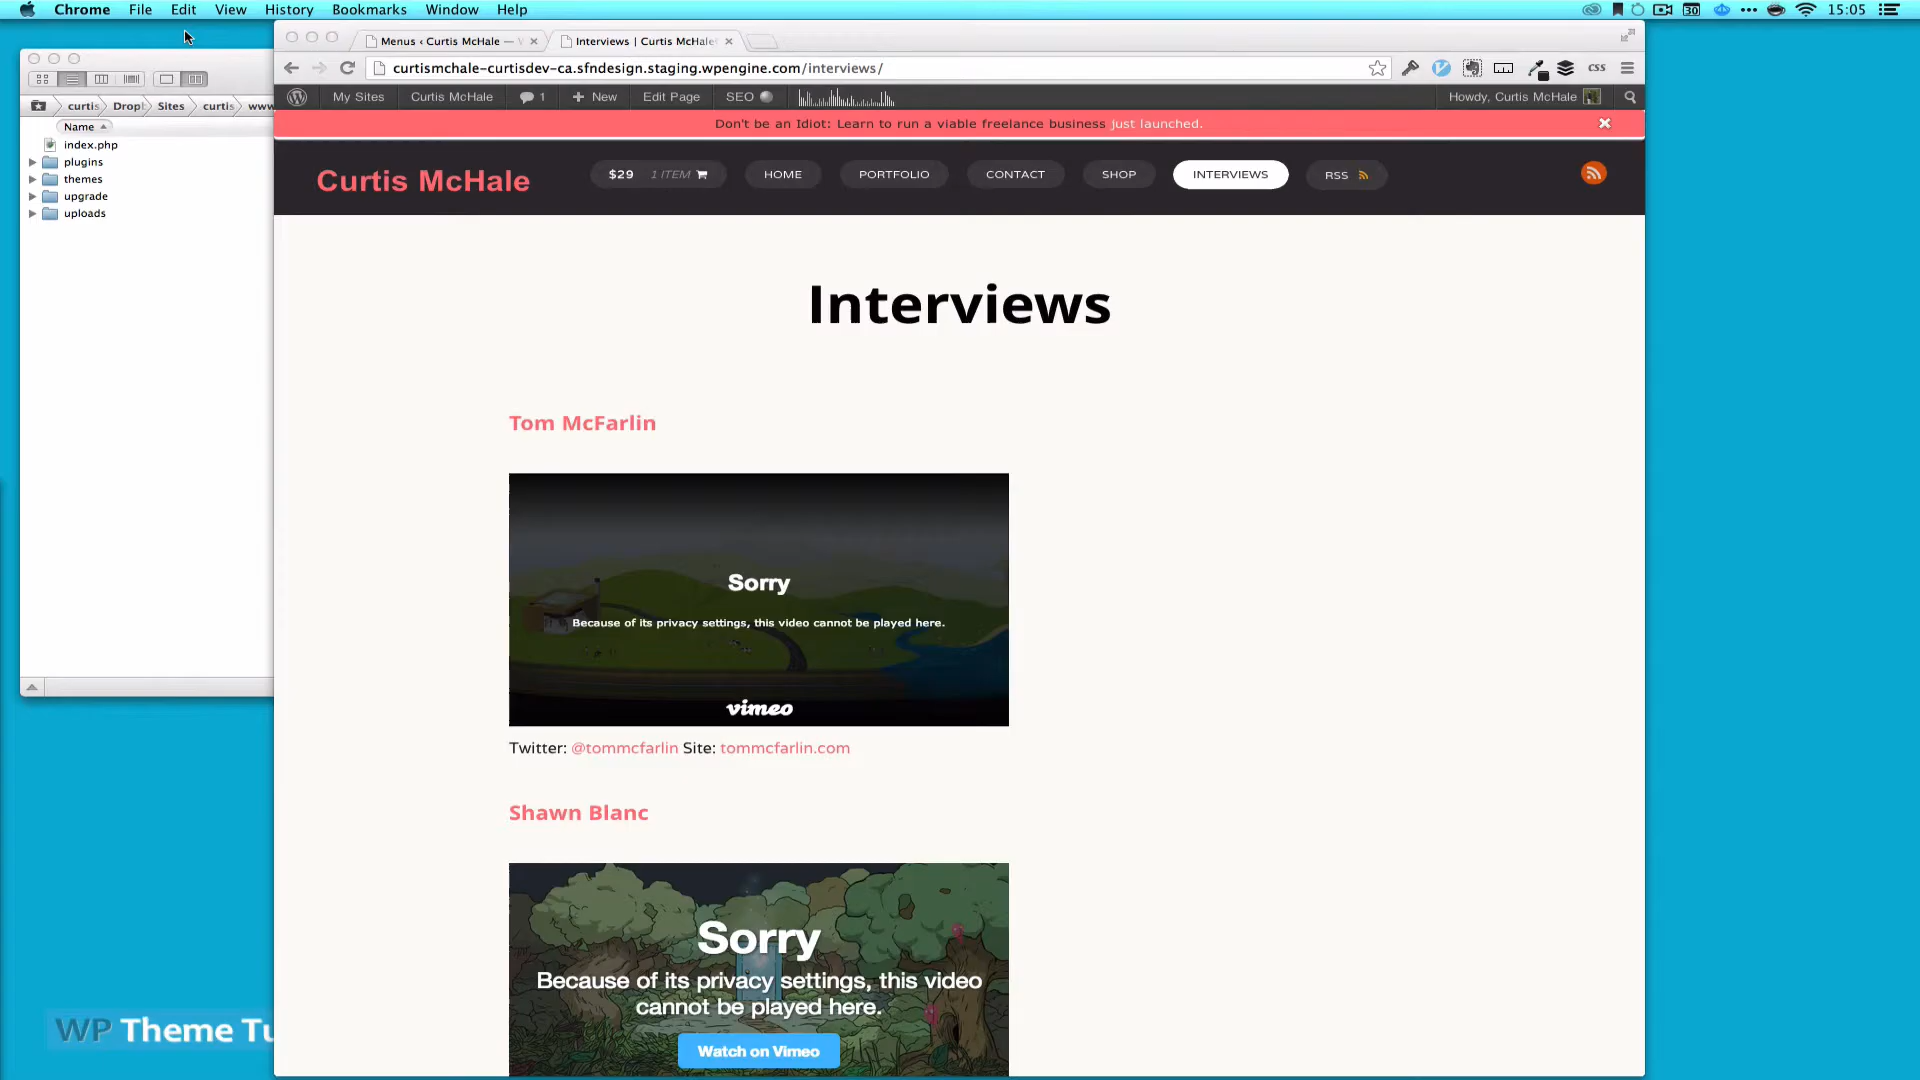 Chrome File Edit View History Bookmarks Window Help 30 15:05
Menus ‹ Curtis McHale —
Interviews | Curtis McHale
curtismchale-curtisdev-ca.sfndesign.staging.wpengine.com/interviews/ CSS
My Sites Curtis McHale 1 + New Edit Page SEO Howdy, Curtis McHale
Don't be an Idiot: Learn to run a viable freelance business just launched.
curtis Drop Sites curtis www
Name
index.php
plugins
themes
upgrade
uploads
Curtis McHale
$29 1 ITEM HOME PORTFOLIO CONTACT SHOP INTERVIEWS RSS
Interviews
Tom McFarlin
Sorry
Because of its privacy settings, this video cannot be played here.
vimeo
Twitter: @tommcfarlin Site: tommcfarlin.com
Shawn Blanc
Sorry
Because of its privacy settings, this video
cannot be played here.
Watch on Vimeo
WP Theme Tu